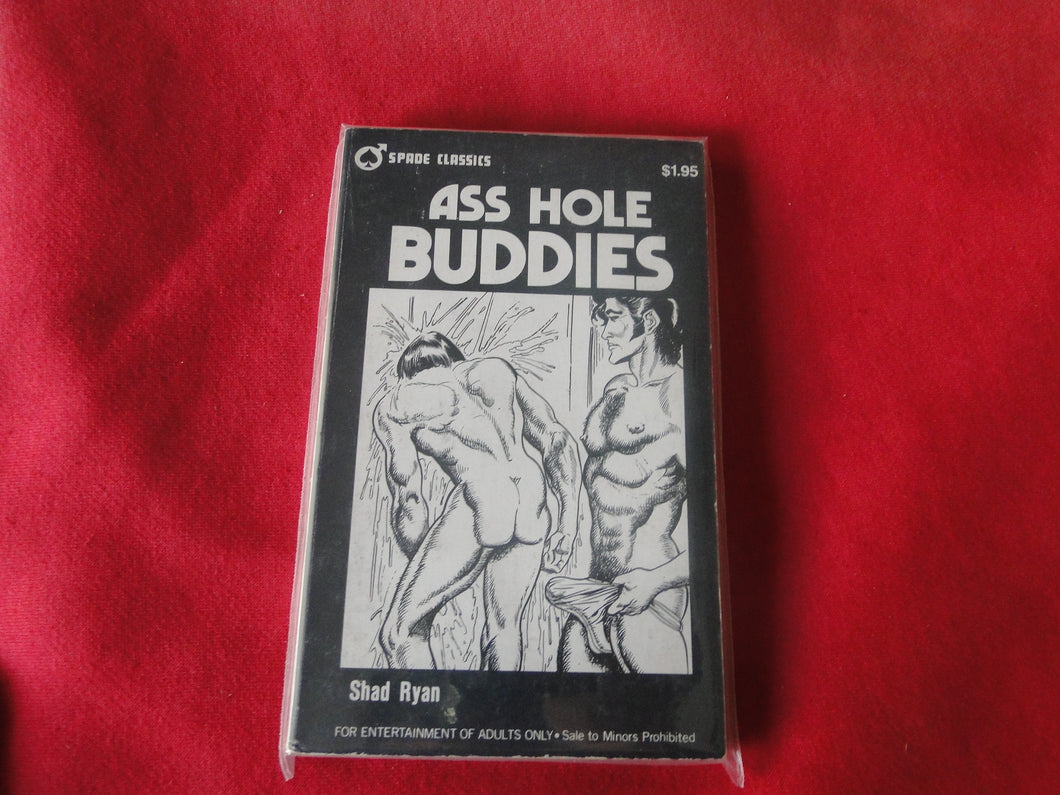 SPADE CLASSICS
$1.95
ASS HOLE
BUDDIES
Shad Ryan
FOR ENTERTAINMENT OF ADULTS ONLY • Sale to Minors Prohibited